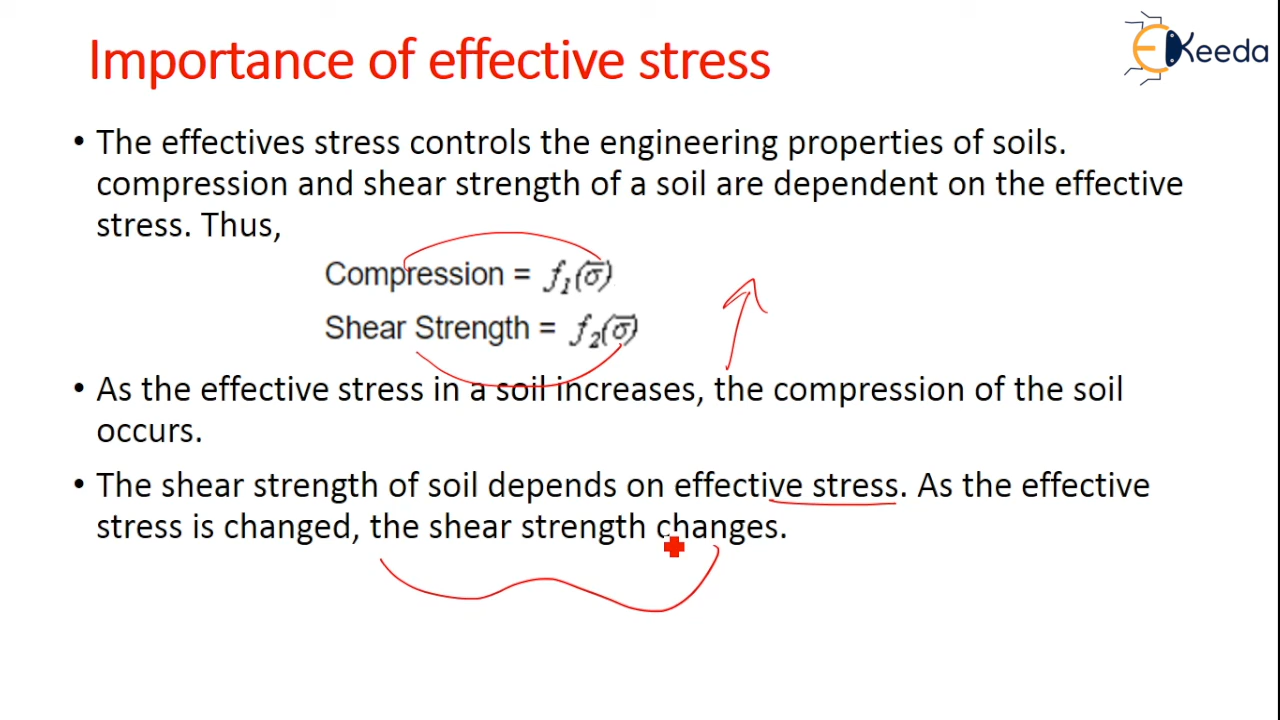 Importance of effective stress
EKeeda
• The effectives stress controls the engineering properties of soils.
compression and shear strength of a soil are dependent on the effective
stress. Thus,
Compression = f₁(σ̅)
Shear Strength = f₂(σ̅)
• As the effective stress in a soil increases, the compression of the soil
occurs.
• The shear strength of soil depends on effective stress. As the effective
stress is changed, the shear strength changes.